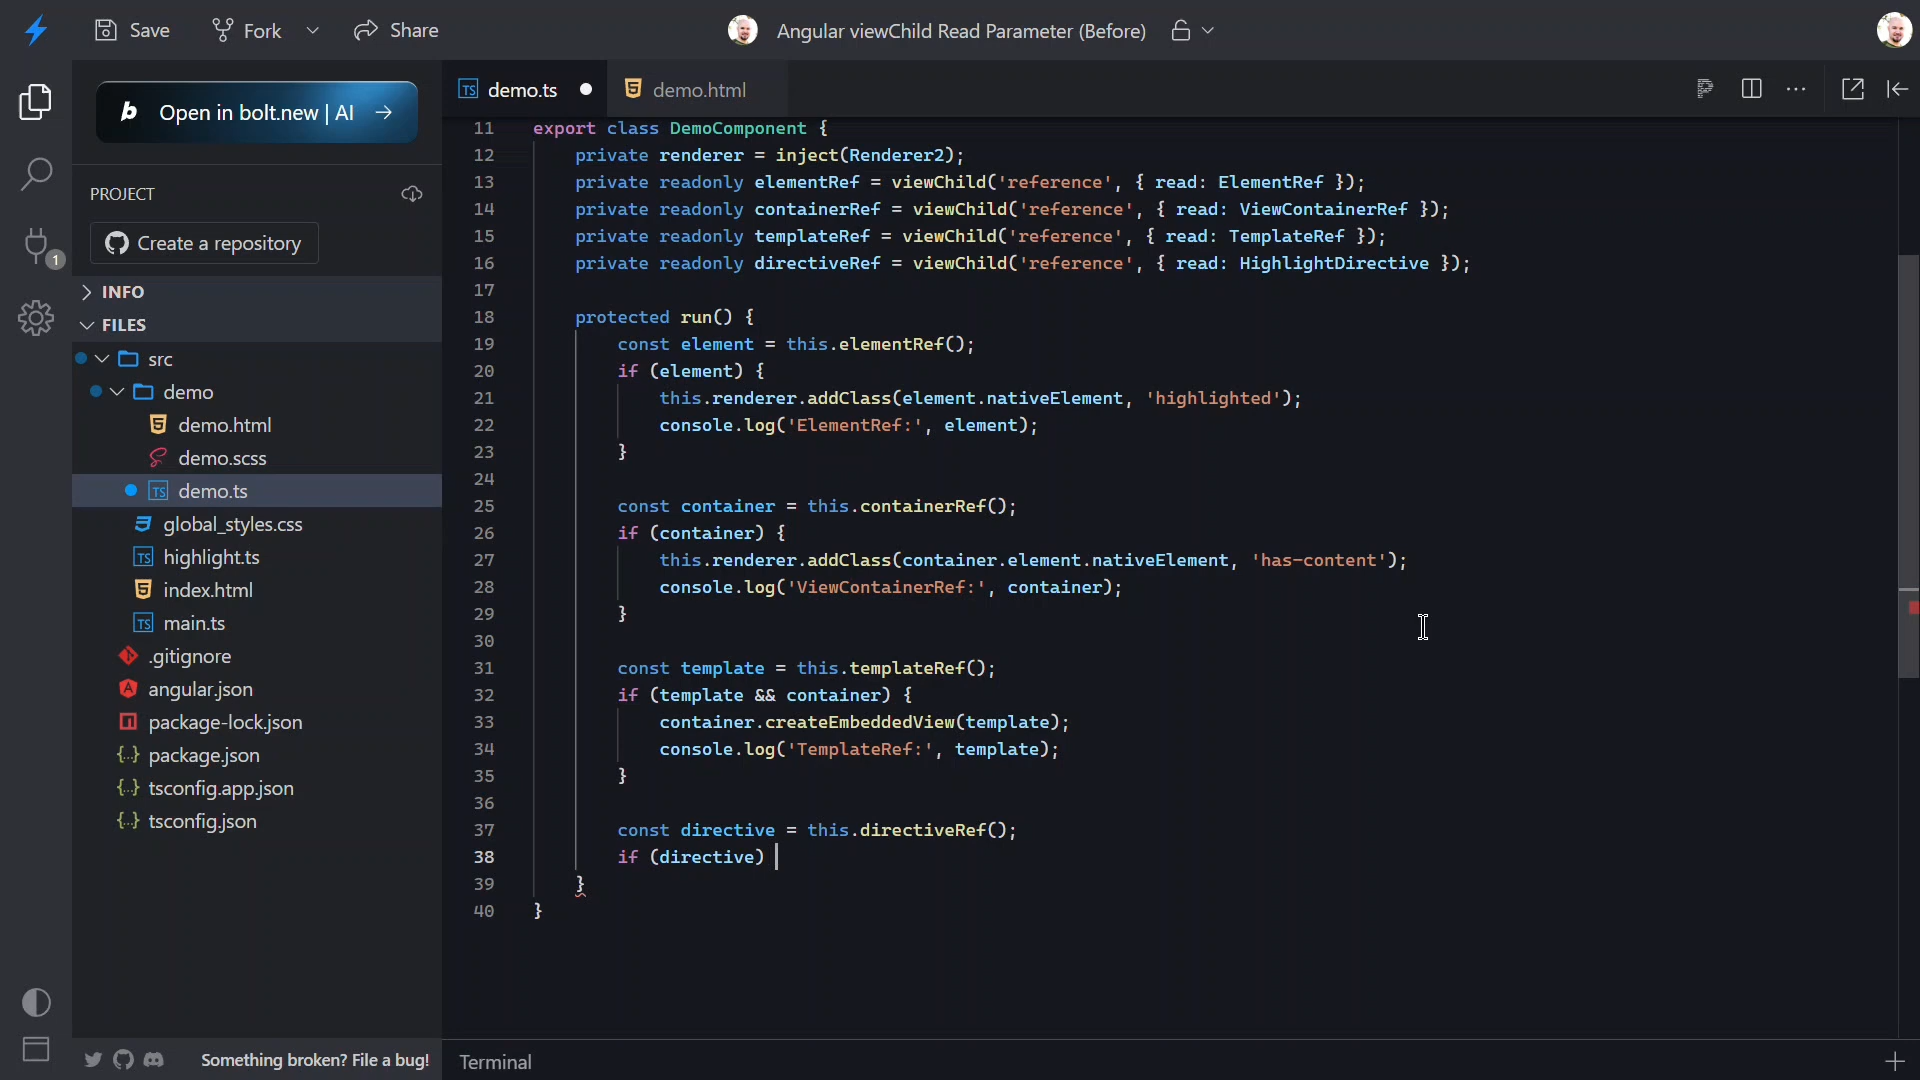 Save
Fork
Share
Angular viewChild Read Parameter (Before)
b Open in bolt.new | AI
PROJECT
Create a repository
1
INFO
FILES
src
demo
demo.html
demo.scss
TS demo.ts
global_styles.css
TS highlight.ts
index.html
TS main.ts
.gitignore
angular.json
package-lock.json
{..} package.json
{..} tsconfig.app.json
{..} tsconfig.json
Something broken? File a bug!
TS demo.ts
demo.html
11 export class DemoComponent {
12 private renderer = inject(Renderer2);
13 private readonly elementRef = viewChild('reference', { read: ElementRef });
14 private readonly containerRef = viewChild('reference', { read: ViewContainerRef });
15 private readonly templateRef = viewChild('reference', { read: TemplateRef });
16 private readonly directiveRef = viewChild('reference', { read: HighlightDirective });
17
18 protected run() {
19 const element = this.elementRef();
20 if (element) {
21 this.renderer.addClass(element.nativeElement, 'highlighted');
22 console.log('ElementRef:', element);
23 }
24
25 const container = this.containerRef();
26 if (container) {
27 this.renderer.addClass(container.element.nativeElement, 'has-content');
28 console.log('ViewContainerRef:', container);
29 }
30
31 const template = this.templateRef();
32 if (template && container) {
33 container.createEmbeddedView(template);
34 console.log('TemplateRef:', template);
35 }
36
37 const directive = this.directiveRef();
38 if (directive)
39 }
40 }
Terminal